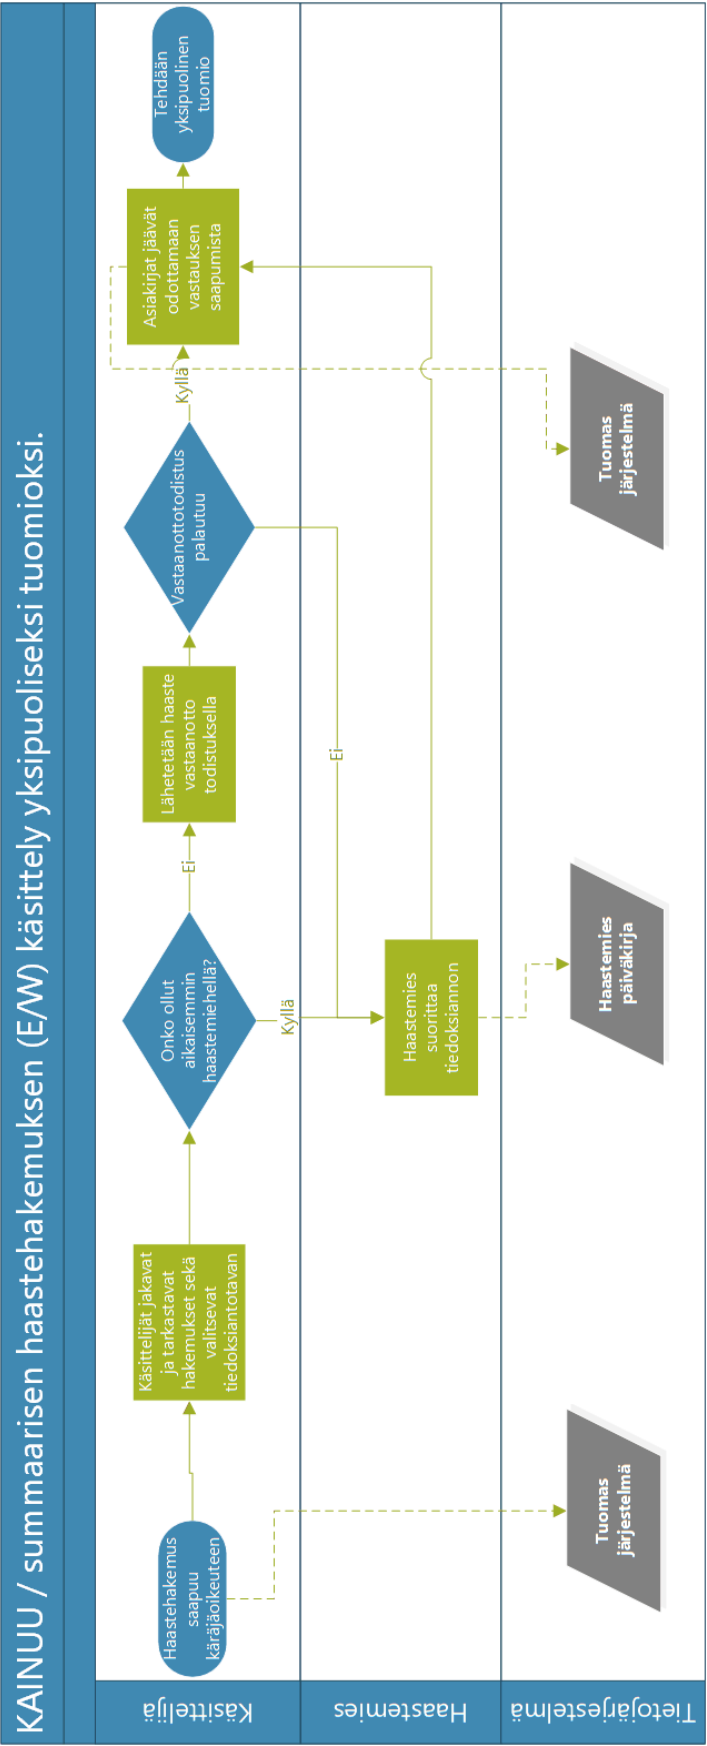 KAINUU / summaarisen haastehakemuksen (E/W) käsittely yksipuoliseksi tuomioksi.
Käsittelijä
Haastehakemus
saapuu
käräjäoikeuteen
Käsittelijät jakavat
ja tarkastavat
hakemukset sekä
valitsevat
tiedoksiantotavan
Onko ollut
aikaisemmin
haastemiehellä?
Ei
Kyllä
Lähetetään haaste
vastaanotto
todistuksella
Vastaanottotodistus
palautuu
Kyllä
Ei
Asiakirjat jäävät
odottamaan
vastauksen
saapumista
Tehdään
yksipuolinen
tuomio
Haastemies
Haastemies
suorittaa
tiedoksiannon
Tietojärjestelmä
Tuomas
järjestelmä
Haastemies
päiväkirja
Tuomas
järjestelmä